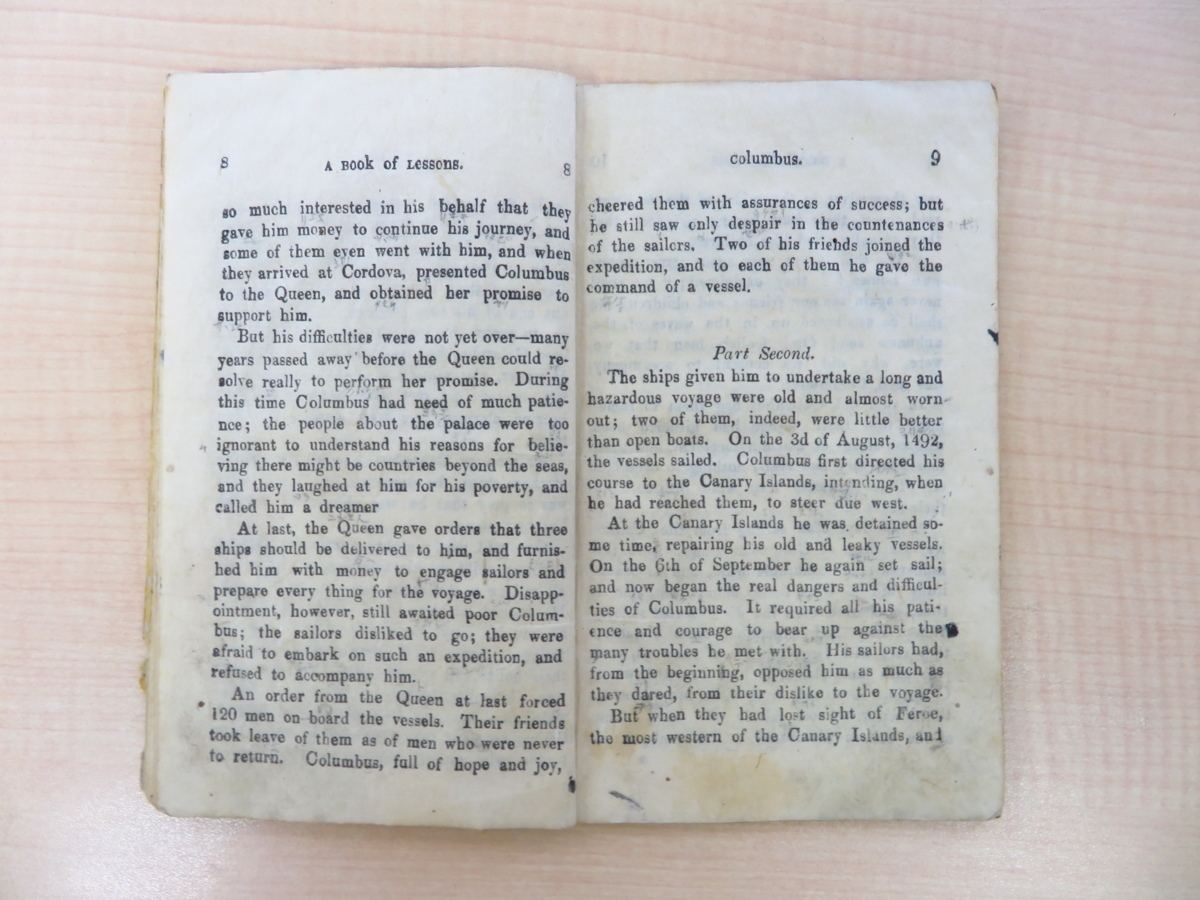 8 A BOOK OF LESSONS. 8
so much interested in his behalf that they
gave him money to continue his journey, and
some of them even went with him, and when
they arrived at Cordova, presented Columbus
to the Queen, and obtained her promise to
support him.
But his difficulties were not yet over—many
years passed away before the Queen could re-
solve really to perform her promise. During
this time Columbus had need of much patie-
nce; the people about the palace were too
ignorant to understand his reasons for belie-
ving there might be countries beyond the seas,
and they laughed at him for his poverty, and
called him a dreamer
At last, the Queen gave orders that three
ships should be delivered to him, and furnis-
hed him with money to engage sailors and
prepare every thing for the voyage. Disapp-
ointment, however, still awaited poor Colum-
bus; the sailors disliked to go; they were
afraid to embark on such an expedition, and
refused to accompany him.
An order from the Queen at last forced
120 men on board the vessels. Their friends
took leave of them as of men who were never
to return. Columbus, full of hope and joy,
Columbus. 9
cheered them with assurances of success; but
he still saw only despair in the countenances
of the sailors. Two of his friends joined the
expedition, and to each of them he gave the
command of a vessel.
Part Second.
The ships given him to undertake a long and
hazardous voyage were old and almost worn-
out; two of them, indeed, were little better
than open boats. On the 3d of August, 1492,
the vessels sailed. Columbus first directed his
course to the Canary Islands, intending, when
he had reached them, to steer due west.
At the Canary Islands he was detained so-
me time, repairing his old and leaky vessels.
On the 6th of September he again set sail;
and now began the real dangers and difficul-
ties of Columbus. It required all his pati-
ence and courage to bear up against the
many troubles he met with. His sailors had,
from the beginning, opposed him as much as
they dared, from their dislike to the voyage.
But when they had lost sight of Feroe,
the most western of the Canary Islands, and